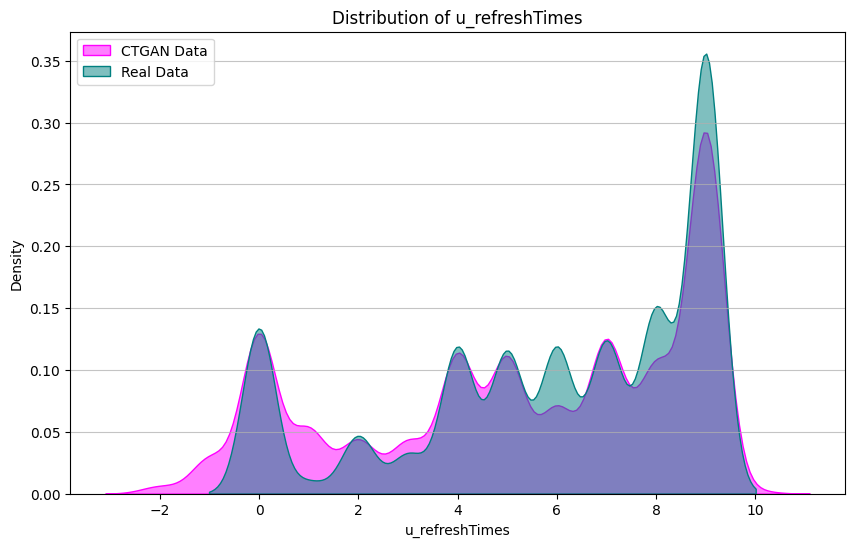 Distribution of u_refreshTimes
CTGAN Data
Real Data
0.35
0.30
0.25
0.20
0.15
0.10
0.05
0.00
Density
−2 0 2 4 6 8 10
u_refreshTimes